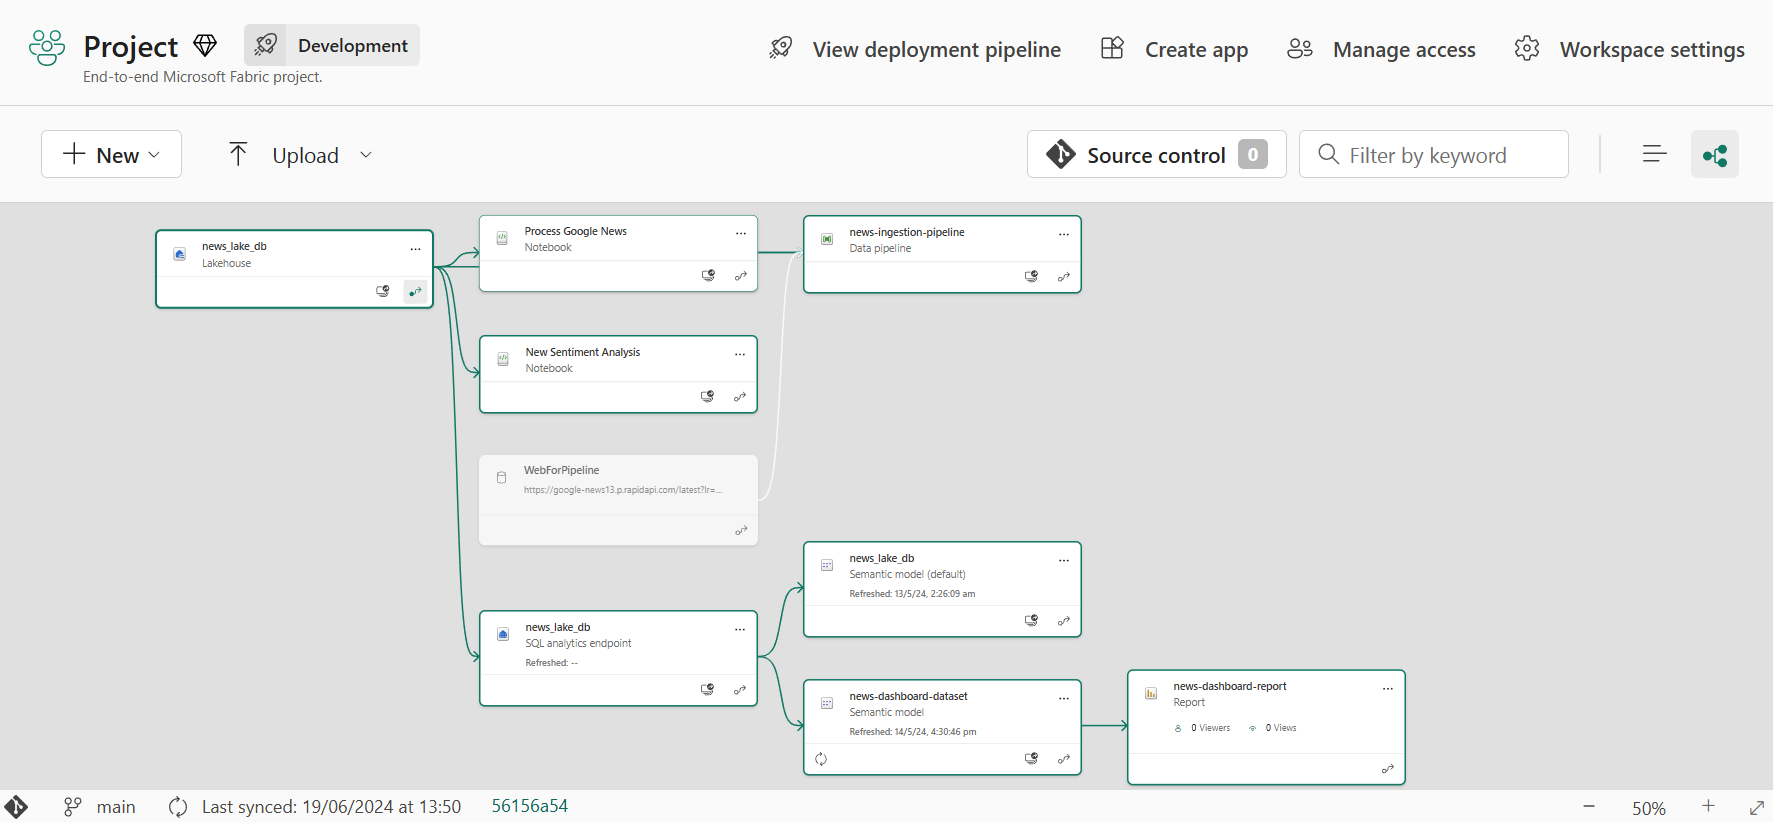 Project
Development
End-to-end Microsoft Fabric project.
View deployment pipeline
Create app
Manage access
Workspace settings
New
Upload
Source control 0
Filter by keyword
news_lake_db
Lakehouse
Process Google News
Notebook
news-ingestion-pipeline
Data pipeline
New Sentiment Analysis
Notebook
WebForPipeline
https://google-news13.p.rapidapi.com/latest?lr=...
news_lake_db
SQL analytics endpoint
Refreshed: --
news_lake_db
Semantic model (default)
Refreshed: 13/5/24, 2:26:09 am
news-dashboard-dataset
Semantic model
Refreshed: 14/5/24, 4:30:46 pm
news-dashboard-report
Report
0 Viewers 0 Views
main
Last synced: 19/06/2024 at 13:50
56156a54
50%